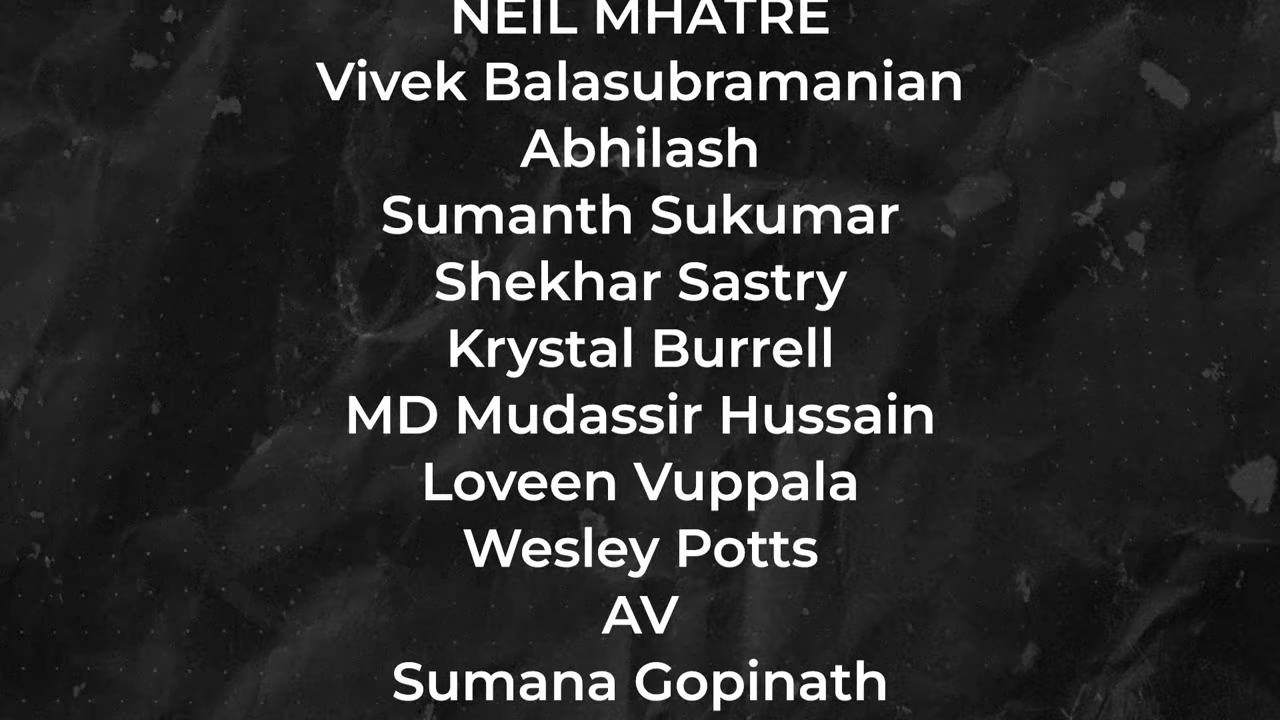 NEIL MHATRE
Vivek Balasubramanian
Abhilash
Sumanth Sukumar
Shekhar Sastry
Krystal Burrell
MD Mudassir Hussain
Loveen Vuppala
Wesley Potts
AV
Sumana Gopinath